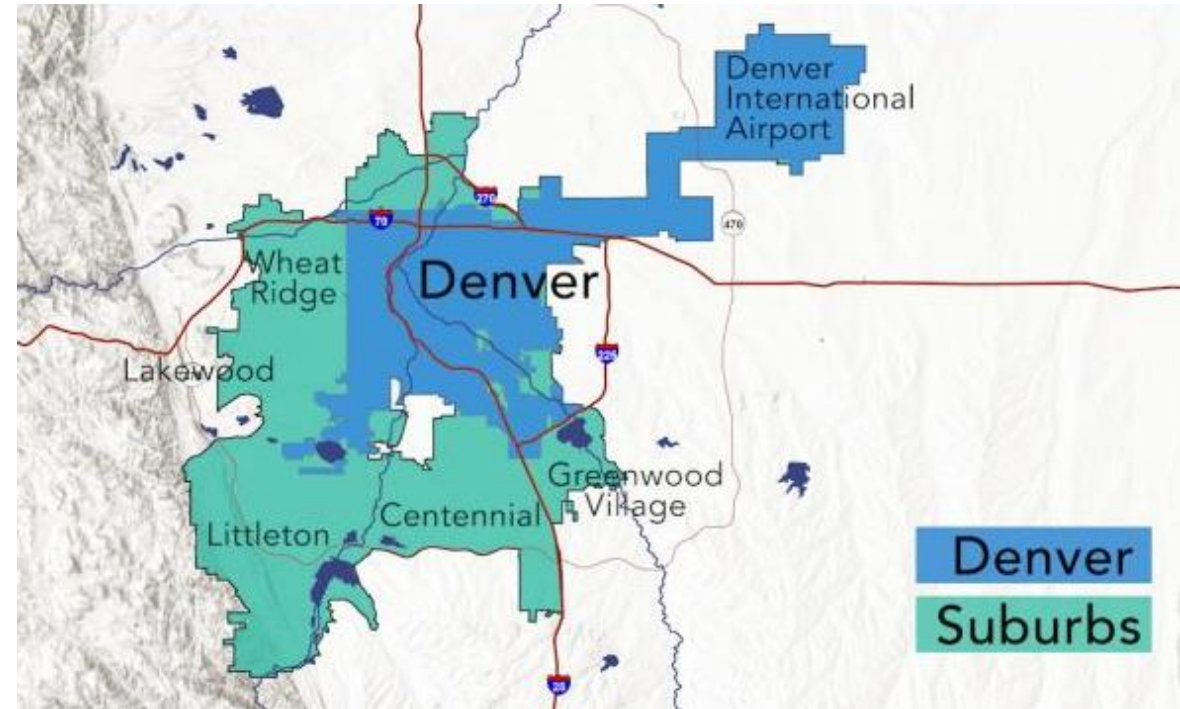 Denver
International
Airport
270
70
470
Wheat
Ridge
Denver
225
Lakewood
Greenwood
Village
Centennial
Littleton
Denver
Suburbs
25